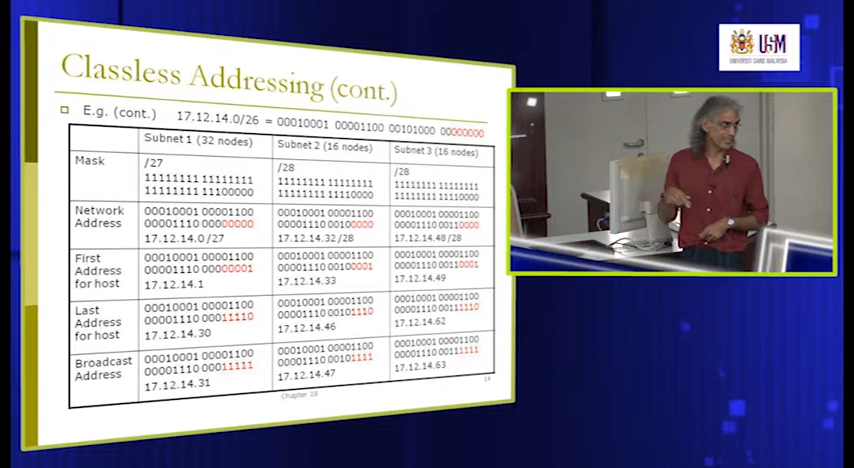 USM
UNIVERSITI SAINS MALAYSIA
Classless Addressing (cont.)
E.g. (cont.) 17.12.14.0/26 = 00010001 00001100 00101000 00000000
Subnet 1 (32 nodes) Subnet 2 (16 nodes) Subnet 3 (16 nodes)
Mask /27 /28 /28
11111111 11111111 11111111 11111111 11111111 11111111
11111111 11100000 11111111 11110000 11111111 11110000
Network 00010001 00001100 00010001 00001100 00010001 00001100
Address 00001110 00000000 00001110 00100000 00001110 00110000
17.12.14.0 /27 17.12.14.32 /28 17.12.14.48 /28
First 00010001 00001100 00010001 00001100 00010001 00001100
Address 00001110 00000001 00001110 00100001 00001110 00110001
for host 17.12.14.1 17.12.14.33 17.12.14.49
Last 00010001 00001100 00010001 00001100 00010001 00001100
Address 00001110 00011110 00001110 00101110 00001110 00111110
for host 17.12.14.30 17.12.14.46 17.12.14.62
Broadcast 00010001 00001100 00010001 00001100 00010001 00001100
Address 00001110 00011111 00001110 00101111 00001110 00111111
17.12.14.31 17.12.14.47 17.12.14.63
Chapter 18
14